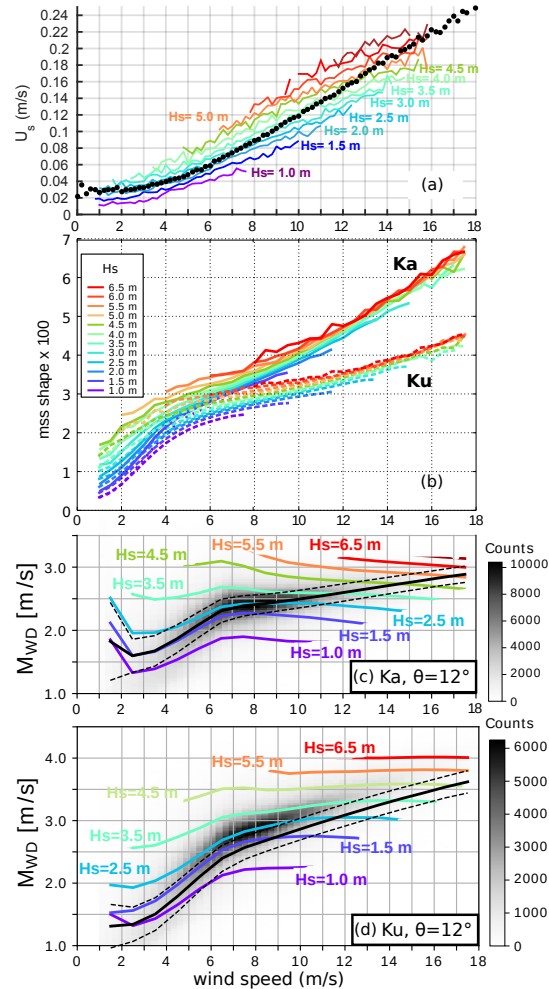 0.24
0.20
0.16
0.12
0.08
0.04
0.02
0
U_s (m/s)
Hs= 5.0 m
Hs= 4.5 m
Hs= 4.0 m
Hs= 3.5 m
Hs= 3.0 m
Hs= 2.5 m
Hs= 2.0 m
Hs= 1.5 m
Hs= 1.0 m
(a)
0 1 2 3 4 5 6 7 8 9 10 11 12 13 14 15 16 17 18
7
6
5
4
3
2
1
0
mss shape x 100
Hs
6.5 m
6.0 m
5.5 m
5.0 m
4.5 m
4.0 m
3.5 m
3.0 m
2.5 m
2.0 m
1.5 m
1.0 m
Ka
Ku
(b)
0 2 4 6 8 10 12 14 16 18
3.0
2.0
1.0
M_WD [m /s]
Hs=4.5 m
Hs=5.5 m
Hs=6.5 m
Hs=3.5 m
Hs=2.5 m
Hs=1.5 m
Hs=1.0 m
(c) Ka, θ=12°
Counts
10000
8000
6000
4000
2000
0
0 2 4 6 8 10 12 14 16 18
4.0
3.0
2.0
1.0
M_WD [m/s]
Hs=6.5 m
Hs=5.5 m
Hs=4.5 m
Hs=3.5 m
Hs=2.5 m
Hs=1.5 m
Hs=1.0 m
(d) Ku, θ=12°
Counts
6000
5000
4000
3000
2000
1000
0
0 2 4 6 8 10 12 14 16 18
wind speed (m/s)